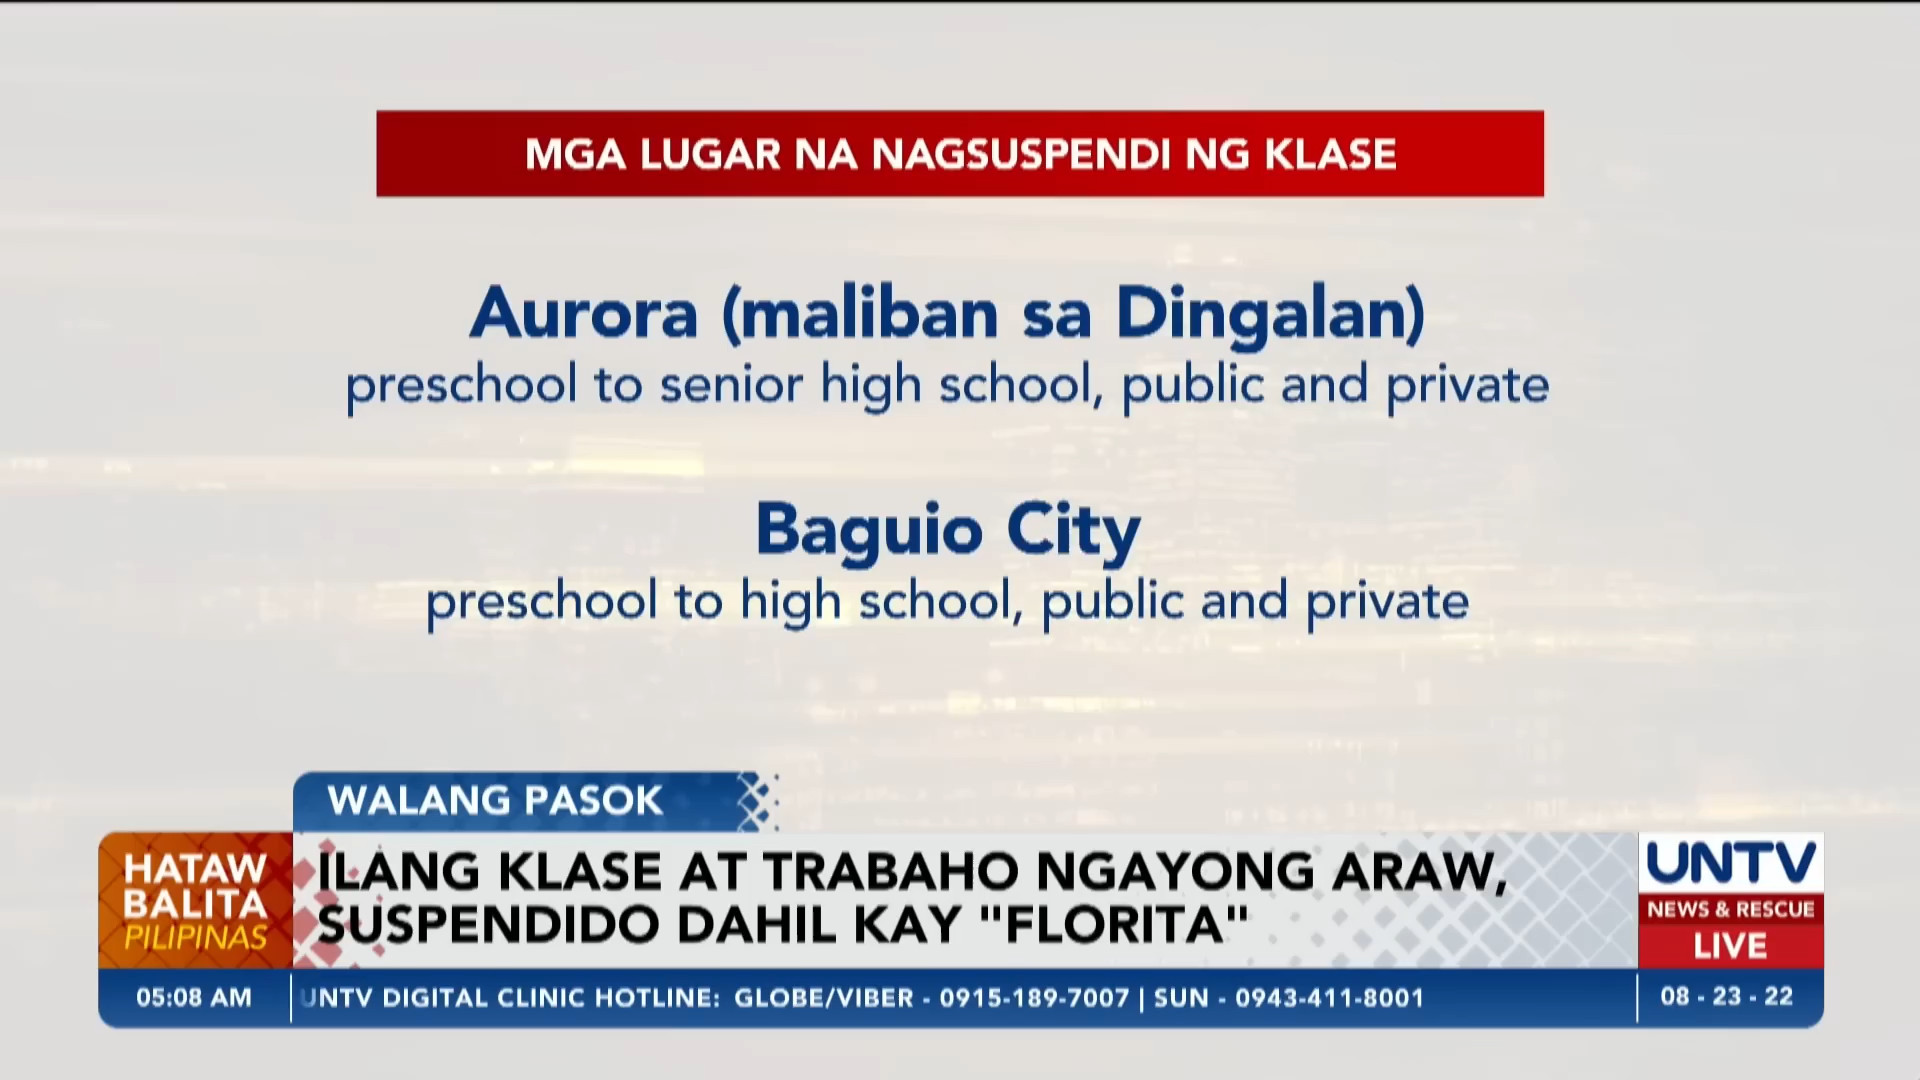 MGA LUGAR NA NAGSUSPENDI NG KLASE
Aurora (maliban sa Dingalan)
preschool to senior high school, public and private
Baguio City
preschool to high school, public and private
WALANG PASOK
HATAW
BALITA
PILIPINAS
ILANG KLASE AT TRABAHO NGAYONG ARAW,
SUSPENDIDO DAHIL KAY "FLORITA"
UNTV
NEWS & RESCUE
LIVE
05:08 AM
UNTV DIGITAL CLINIC HOTLINE: GLOBE/VIBER - 0915-189-7007 | SUN - 0943-411-8001
08 - 23 - 22